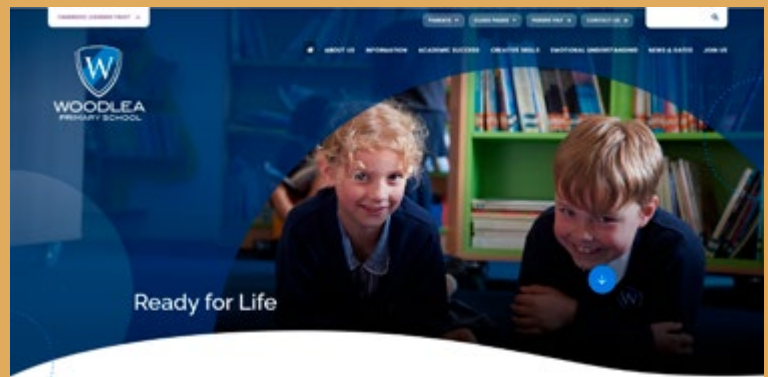 PARENTS
CLASS PAGES
PARENT PAY
CONTACT US
ABOUT US
INFORMATION
ACADEMIC SUCCESS
CREATIVE SKILLS
EMOTIONAL UNDERSTANDING
NEWS & DATES
JOIN US
W
WOODLEA
PRIMARY SCHOOL
Ready for Life
W